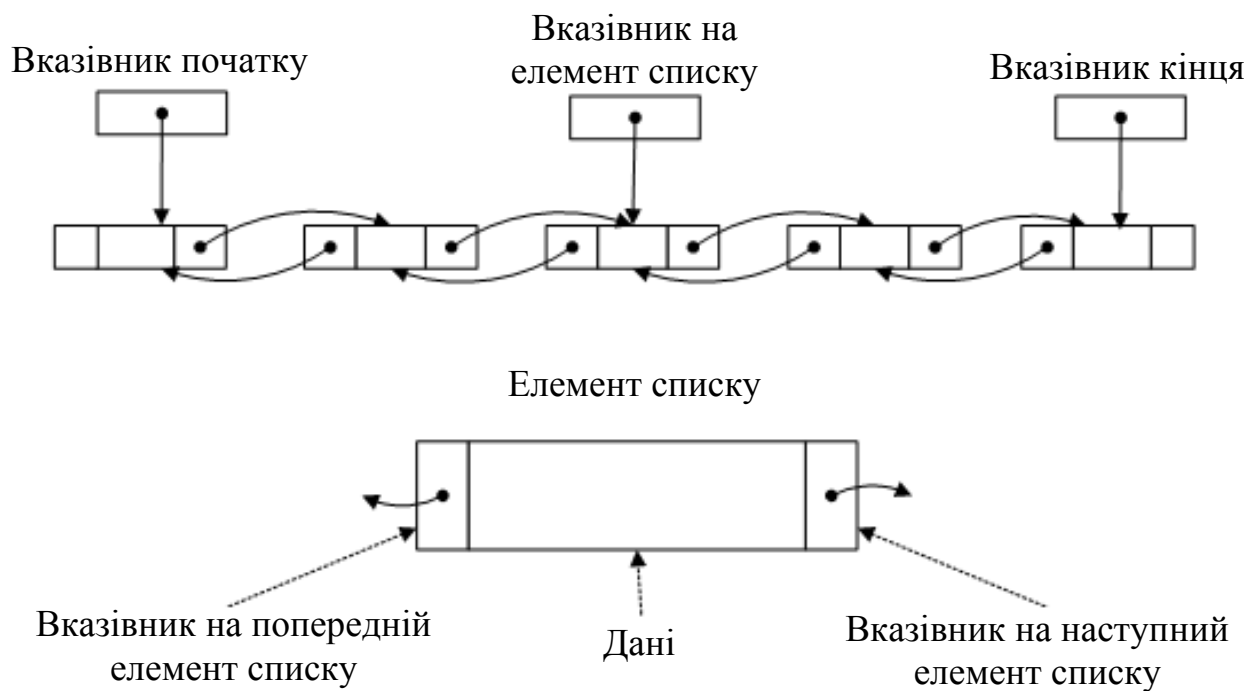 Вказівник початку
Вказівник на
елемент списку
Вказівник кінця
Елемент списку
Вказівник на попередній
елемент списку
Дані
Вказівник на наступний
елемент списку